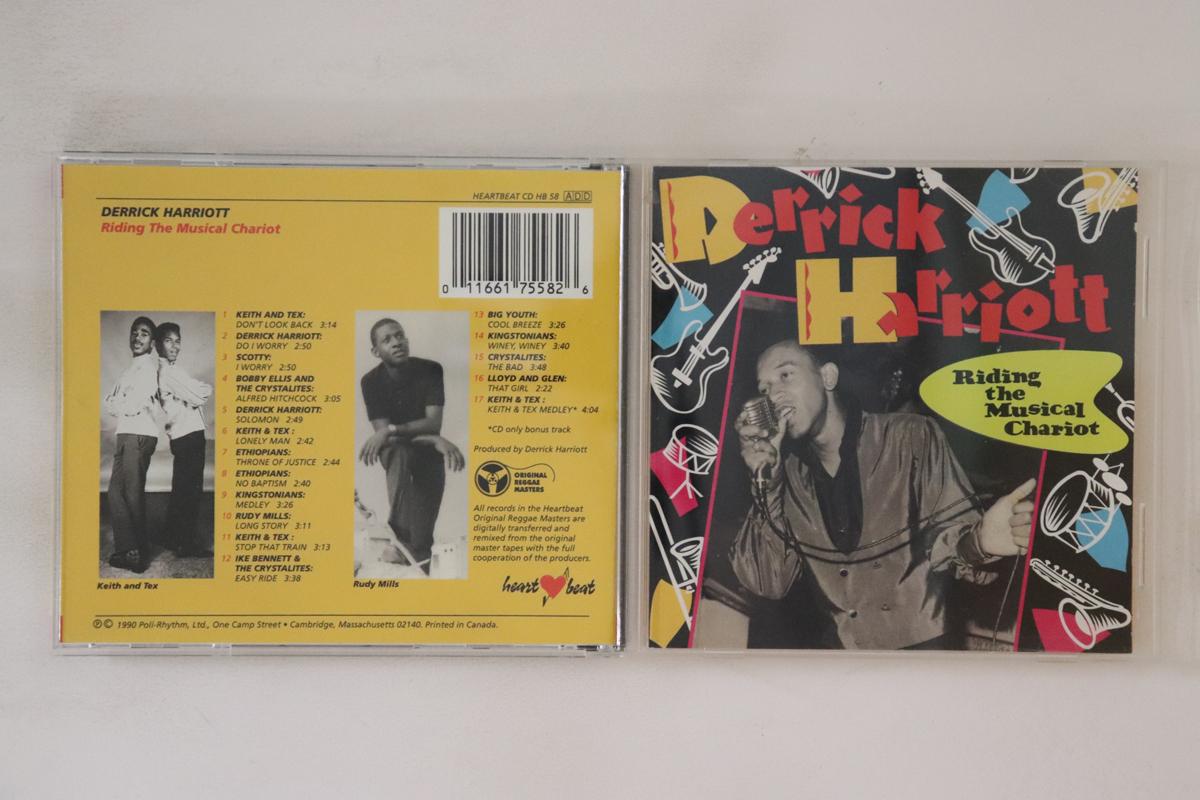 HEARTBEAT CD HB 58 ADD
DERRICK HARRIOTT
Riding The Musical Chariot
0 11661 75582 6
1 KEITH AND TEX:
DON'T LOOK BACK 3:14
2 DERRICK HARRIOTT:
DO I WORRY 2:50
3 SCOTTY:
I WORRY 2:50
4 BOBBY ELLIS AND
THE CRYSTALITES:
ALFRED HITCHCOCK 3:05
5 DERRICK HARRIOTT:
SOLOMON 2:49
6 KEITH & TEX :
LONELY MAN 2:42
7 ETHIOPIANS:
THRONE OF JUSTICE 2:44
8 ETHIOPIANS:
NO BAPTISM 2:40
9 KINGSTONIANS:
MEDLEY 3:26
10 RUDY MILLS:
LONG STORY 3:11
11 KEITH & TEX :
STOP THAT TRAIN 3:13
12 IKE BENNETT &
THE CRYSTALITES:
EASY RIDE 3:38
Keith and Tex
Rudy Mills
13 BIG YOUTH:
COOL BREEZE 3:26
14 KINGSTONIANS:
WINEY, WINEY 3:40
15 CRYSTALITES:
THE BAD 3:48
16 LLOYD AND GLEN:
THAT GIRL 2:22
17 KEITH & TEX :
KEITH & TEX MEDLEY* 4:04
*CD only bonus track
Produced by Derrick Harriott
ORIGINAL
REGGAE
MASTERS
All records in the Heartbeat
Original Reggae Masters are
digitally transferred and
remixed from the original
master tapes with the full
cooperation of the producers.
heart beat
℗© 1990 Poli-Rhythm, Ltd., One Camp Street • Cambridge, Massachusetts 02140. Printed in Canada.
Derrick
Harriott
Riding
the
Musical
Chariot